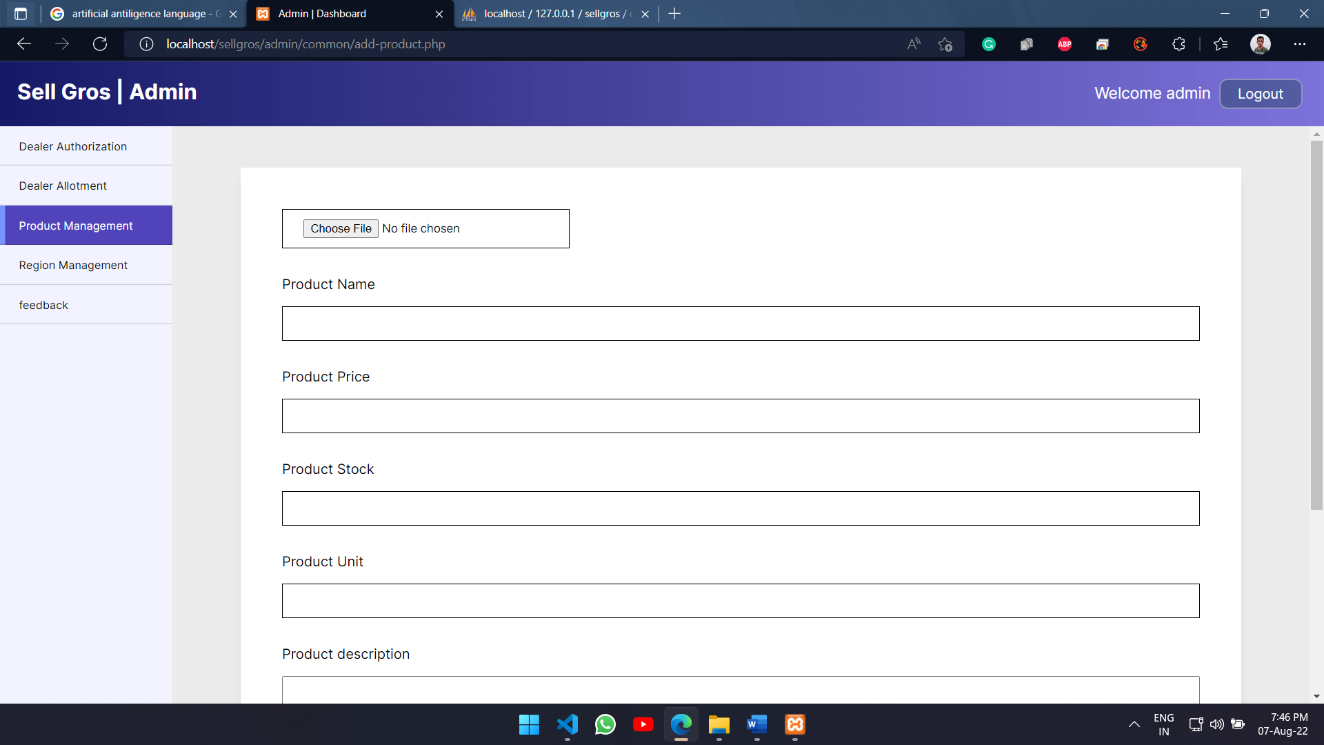 artificial antiligence language - G
Admin | Dashboard
localhost / 127.0.0.1 / sellgros /
localhost/sellgros/admin/common/add-product.php
ABP
Sell Gros | Admin
Welcome admin
Logout
Dealer Authorization
Dealer Allotment
Product Management
Region Management
feedback
Choose File No file chosen
Product Name
Product Price
Product Stock
Product Unit
Product description
ENG
IN
7:46 PM
07-Aug-22